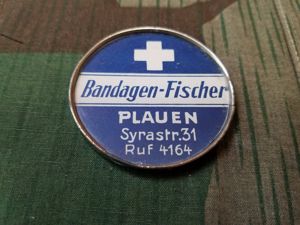 Bandagen-Fischer
PLAUEN
Syrastr.31
Ruf 4164